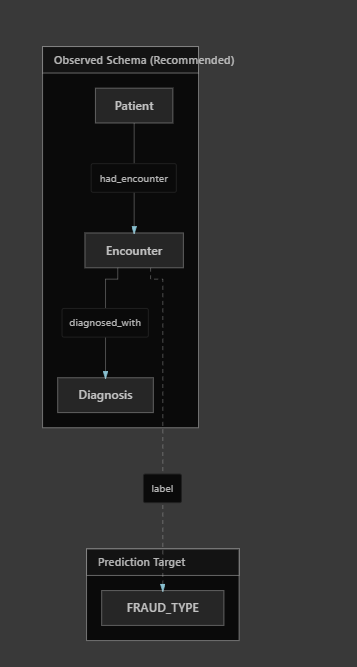 Observed Schema (Recommended)
Patient
had_encounter
Encounter
diagnosed_with
Diagnosis
label
Prediction Target
FRAUD_TYPE